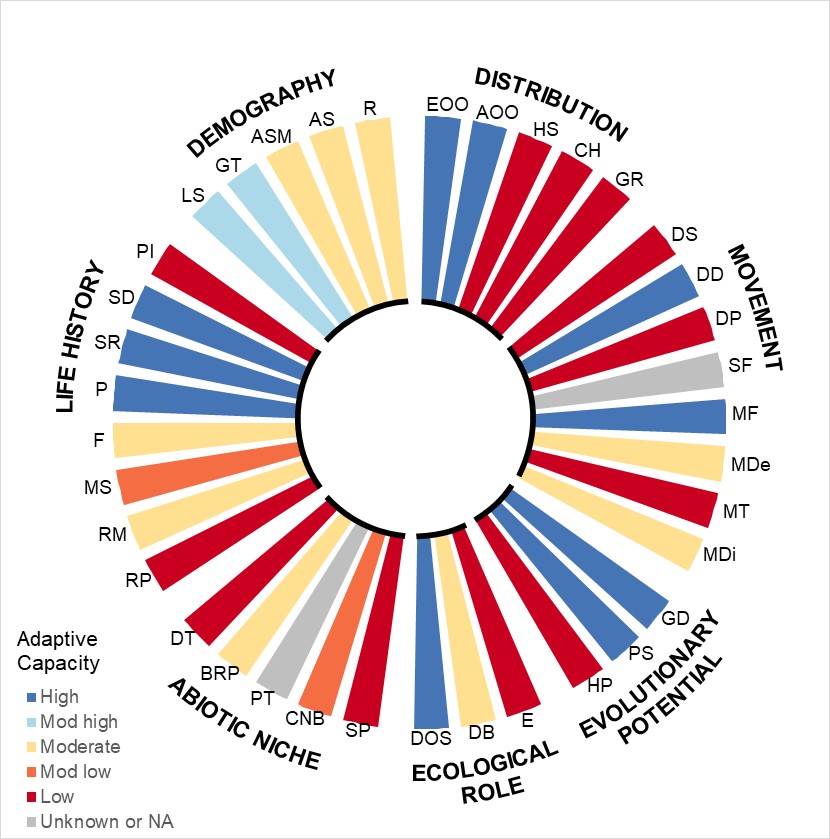 DISTRIBUTION
EOO
AOO
HS
CH
GR
MOVEMENT
DS
DD
DP
SF
MF
MDe
MT
MDi
EVOLUTIONARY
POTENTIAL
GD
PS
HP
ECOLOGICAL
ROLE
E
DB
DOS
ABIOTIC NICHE
SP
CNB
PT
BRP
DT
LIFE HISTORY
RP
RM
MS
F
P
SR
SD
PI
DEMOGRAPHY
LS
GT
ASM
AS
R
Adaptive
Capacity
High
Mod high
Moderate
Mod low
Low
Unknown or NA